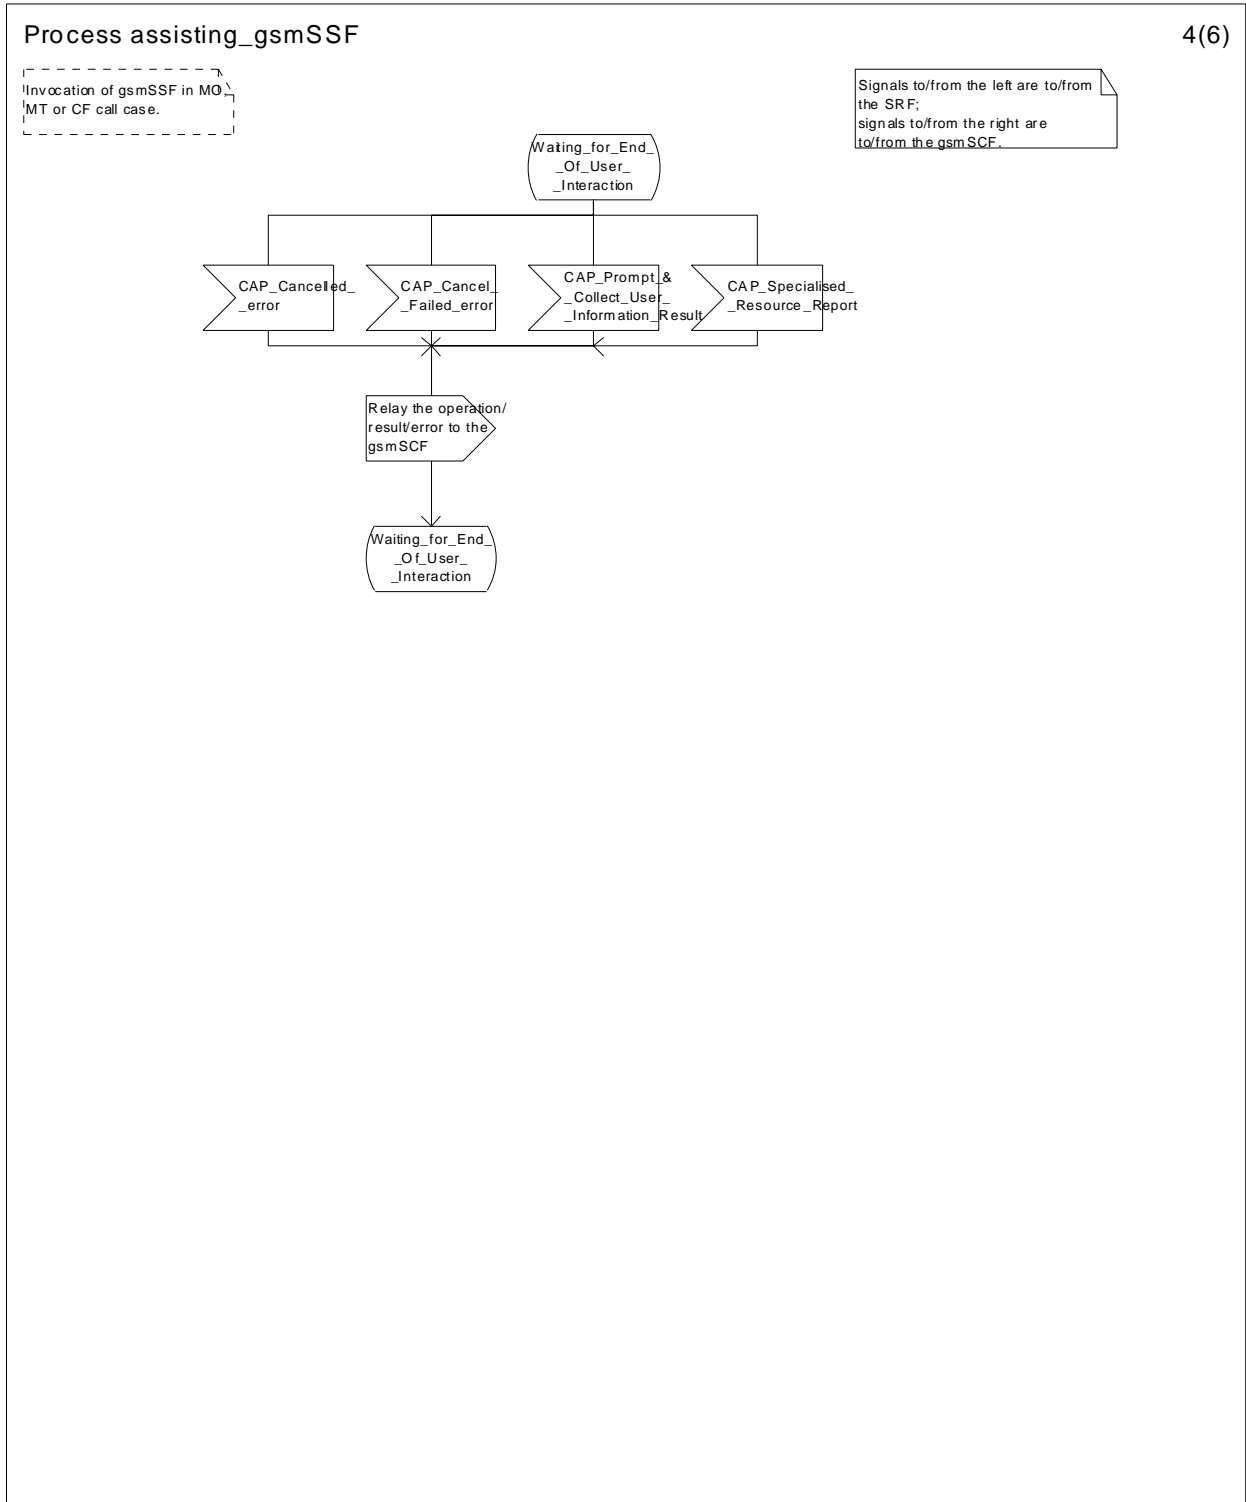 Process assisting_gsmSSF
4(6)
Invocation of gsmSSF in MO,
MT or CF call case.
Signals to/from the left are to/from
the SRF;
signals to/from the right are
to/from the gsmSCF.
Waiting_for_End_
_Of_User_
_Interaction
CAP_Cancelled_
_error
CAP_Cancel_
_Failed_error
CAP_Prompt_&
_Collect_User_
_Information_Result
CAP_Specialised_
_Resource_Report
Relay the operation/
result/error to the
gsmSCF
Waiting_for_End_
_Of_User_
_Interaction